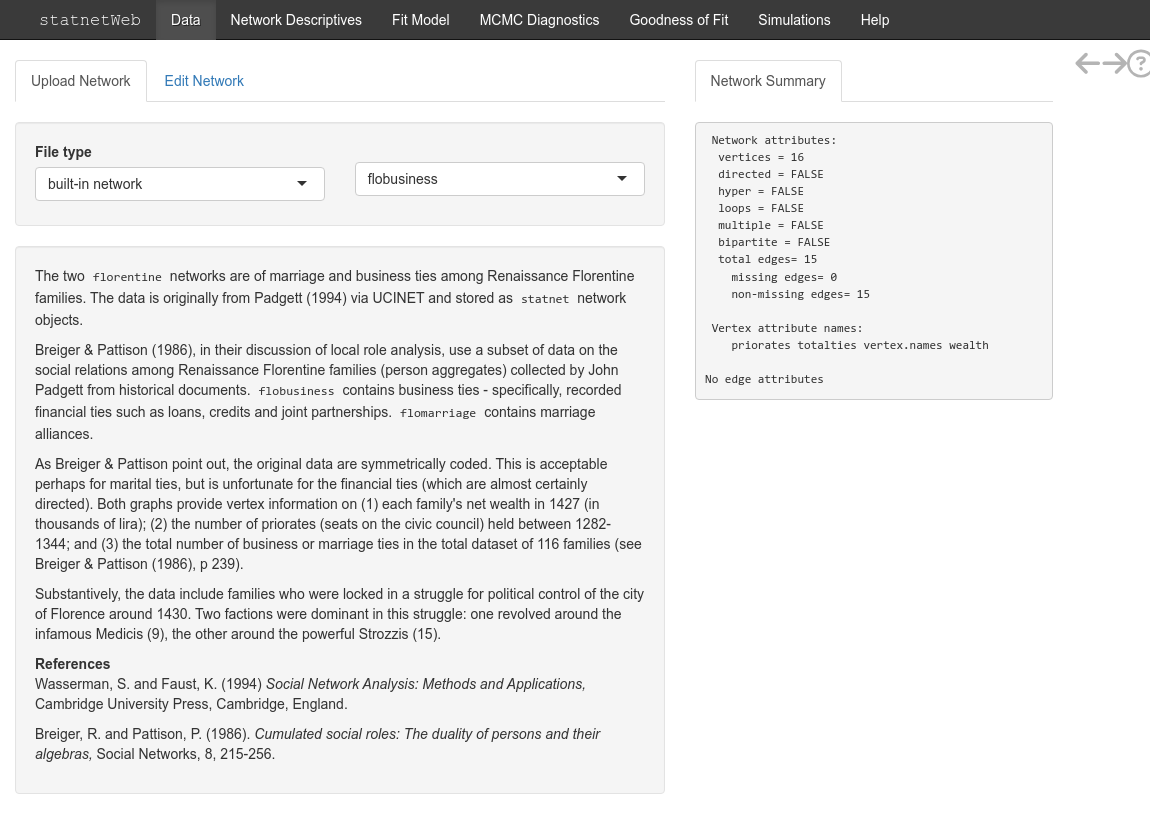 statnetWeb Data Network Descriptives Fit Model MCMC Diagnostics Goodness of Fit Simulations Help
Upload Network Edit Network
File type
built-in network
flobusiness
The two florentine networks are of marriage and business ties among Renaissance Florentine
families. The data is originally from Padgett (1994) via UCINET and stored as statnet network
objects.
Breiger & Pattison (1986), in their discussion of local role analysis, use a subset of data on the
social relations among Renaissance Florentine families (person aggregates) collected by John
Padgett from historical documents. flobusiness contains business ties - specifically, recorded
financial ties such as loans, credits and joint partnerships. flomarriage contains marriage
alliances.
As Breiger & Pattison point out, the original data are symmetrically coded. This is acceptable
perhaps for marital ties, but is unfortunate for the financial ties (which are almost certainly
directed). Both graphs provide vertex information on (1) each family's net wealth in 1427 (in
thousands of lira); (2) the number of priorates (seats on the civic council) held between 1282-
1344; and (3) the total number of business or marriage ties in the total dataset of 116 families (see
Breiger & Pattison (1986), p 239).
Substantively, the data include families who were locked in a struggle for political control of the city
of Florence around 1430. Two factions were dominant in this struggle: one revolved around the
infamous Medicis (9), the other around the powerful Strozzis (15).
References
Wasserman, S. and Faust, K. (1994) Social Network Analysis: Methods and Applications,
Cambridge University Press, Cambridge, England.
Breiger, R. and Pattison, P. (1986). Cumulated social roles: The duality of persons and their
algebras, Social Networks, 8, 215-256.
Network Summary
?
Network attributes:
vertices = 16
directed = FALSE
hyper = FALSE
loops = FALSE
multiple = FALSE
bipartite = FALSE
total edges= 15
missing edges= 0
non-missing edges= 15
Vertex attribute names:
priorates totalties vertex.names wealth
No edge attributes